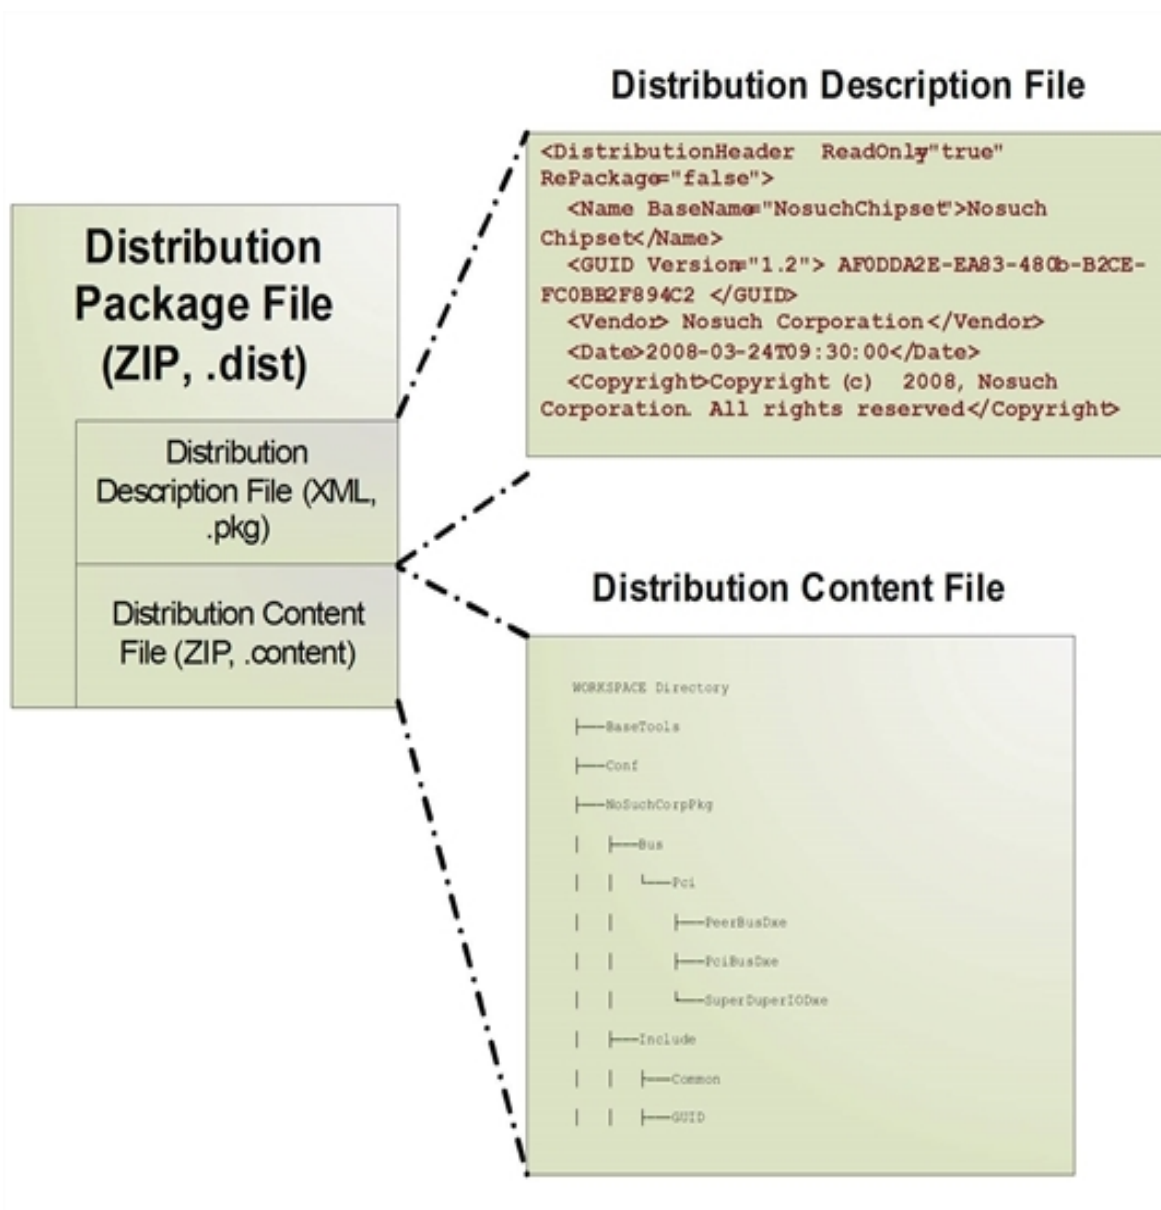 Distribution Description File
<DistributionHeader  ReadOnly="true"
RePackage="false">
<Name BaseName="NosuchChipset">Nosuch
Chipset</Name>
<GUID Version="1.2"> AF0DDA2E-EA83-480b-B2CE-
FC0BB2F894C2 </GUID>
<Vendor> Nosuch Corporation</Vendor>
<Date>2008-03-24T09:30:00</Date>
<Copyright>Copyright (c)  2008, Nosuch
Corporation. All rights reserved</Copyright>
Distribution
Package File
(ZIP, .dist)
Distribution
Description File (XML,
.pkg)
Distribution Content
File (ZIP, .content)
Distribution Content File
WORKSPACE Directory
├──BaseTools
├──Conf
├──NoSuchCorpPkg
│  ├──Bus
│  │  └──Pci
│  │     ├──PeerBusDxe
│  │     ├──PciBusDxe
│  │     └──SuperDuperIODxe
│  ├──Include
│  │  ├──Common
│  │  ├──GUID